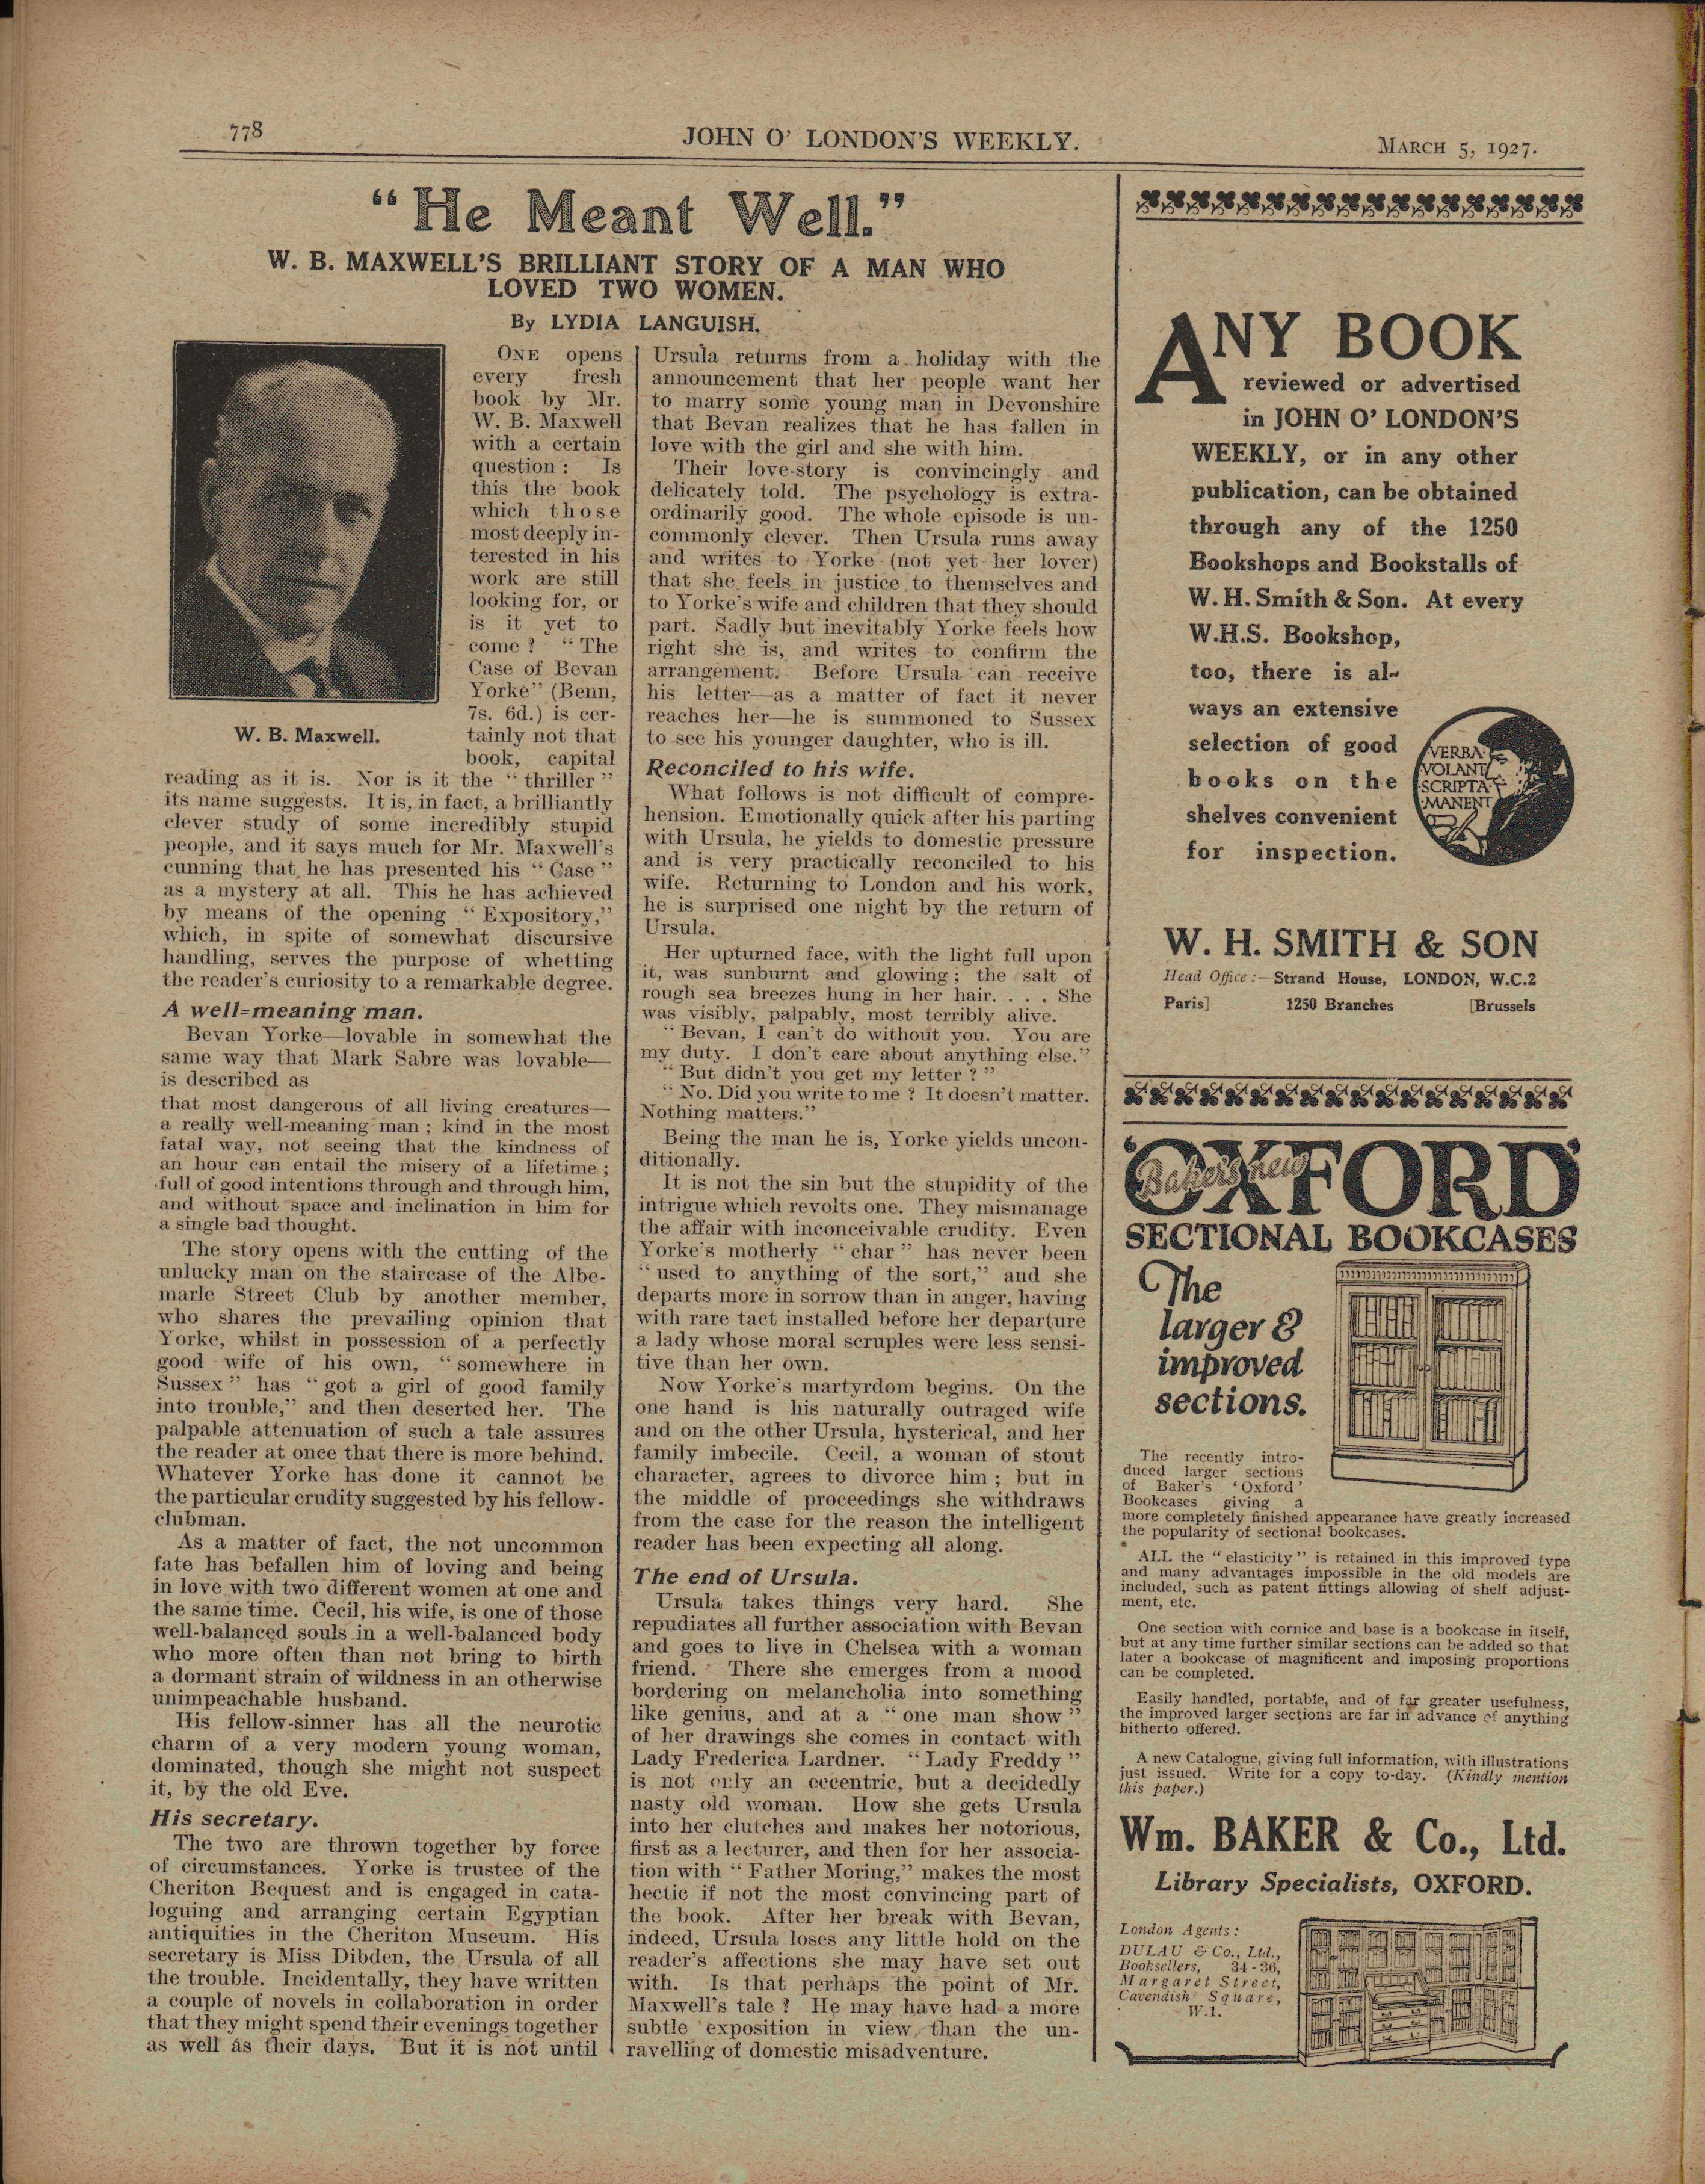 778
JOHN O' LONDON'S WEEKLY.
MARCH 5, 1927.
"He Meant Well."
W. B. MAXWELL'S BRILLIANT STORY OF A MAN WHO
LOVED TWO WOMEN.
By LYDIA LANGUISH.
W. B. Maxwell.
ONE opens
every fresh
book by Mr.
W. B. Maxwell
with a certain
question : Is
this the book
which those
most deeply in-
terested in his
work are still
looking for, or
is it yet to
come ? "The
Case of Bevan
Yorke" (Benn,
7s. 6d.) is cer-
tainly not that
book, capital
reading as it is. Nor is it the "thriller"
its name suggests. It is, in fact, a brilliantly
clever study of some incredibly stupid
people, and it says much for Mr. Maxwell's
cunning that he has presented his "Case"
as a mystery at all. This he has achieved
by means of the opening "Expository,"
which, in spite of somewhat discursive
handling, serves the purpose of whetting
the reader's curiosity to a remarkable degree.
A well-meaning man.
Bevan Yorke—lovable in somewhat the
same way that Mark Sabre was lovable—
is described as
that most dangerous of all living creatures—
a really well-meaning man ; kind in the most
fatal way, not seeing that the kindness of
an hour can entail the misery of a lifetime ;
full of good intentions through and through him,
and without space and inclination in him for
a single bad thought.
The story opens with the cutting of the
unlucky man on the staircase of the Albe-
marle Street Club by another member,
who shares the prevailing opinion that
Yorke, whilst in possession of a perfectly
good wife of his own, "somewhere in
Sussex" has "got a girl of good family
into trouble," and then deserted her. The
palpable attenuation of such a tale assures
the reader at once that there is more behind.
Whatever Yorke has done it cannot be
the particular crudity suggested by his fellow-
clubman.
As a matter of fact, the not uncommon
fate has befallen him of loving and being
in love with two different women at one and
the same time. Cecil, his wife, is one of those
well-balanced souls in a well-balanced body
who more often than not bring to birth
a dormant strain of wildness in an otherwise
unimpeachable husband.
His fellow-sinner has all the neurotic
charm of a very modern young woman,
dominated, though she might not suspect
it, by the old Eve.
His secretary.
The two are thrown together by force
of circumstances. Yorke is trustee of the
Cheriton Bequest and is engaged in cata-
loguing and arranging certain Egyptian
antiquities in the Cheriton Museum. His
secretary is Miss Dibden, the Ursula of all
the trouble. Incidentally, they have written
a couple of novels in collaboration in order
that they might spend their evenings together
as well as their days. But it is not until
Ursula returns from a holiday with the
announcement that her people want her
to marry some young man in Devonshire
that Bevan realizes that he has fallen in
love with the girl and she with him.
Their love-story is convincingly and
delicately told. The psychology is extra-
ordinarily good. The whole episode is un-
commonly clever. Then Ursula runs away
and writes to Yorke (not yet her lover)
that she feels in justice to themselves and
to Yorke's wife and children that they should
part. Sadly but inevitably Yorke feels how
right she is, and writes to confirm the
arrangement. Before Ursula can receive
his letter—as a matter of fact it never
reaches her—he is summoned to Sussex
to see his younger daughter, who is ill.
Reconciled to his wife.
What follows is not difficult of compre-
hension. Emotionally quick after his parting
with Ursula, he yields to domestic pressure
and is very practically reconciled to his
wife. Returning to London and his work,
he is surprised one night by the return of
Ursula.
Her upturned face, with the light full upon
it, was sunburnt and glowing ; the salt of
rough sea breezes hung in her hair. . . . She
was visibly, palpably, most terribly alive.
"Bevan, I can't do without you. You are
my duty. I don't care about anything else."
"But didn't you get my letter ?"
"No. Did you write to me ? It doesn't matter.
Nothing matters."
Being the man he is, Yorke yields uncon-
ditionally.
It is not the sin but the stupidity of the
intrigue which revolts one. They mismanage
the affair with inconceivable crudity. Even
Yorke's motherly "char" has never been
"used to anything of the sort," and she
departs more in sorrow than in anger, having
with rare tact installed before her departure
a lady whose moral scruples were less sensi-
tive than her own.
Now Yorke's martyrdom begins. On the
one hand is his naturally outraged wife
and on the other Ursula, hysterical, and her
family imbecile. Cecil, a woman of stout
character, agrees to divorce him ; but in
the middle of proceedings she withdraws
from the case for the reason the intelligent
reader has been expecting all along.
The end of Ursula.
Ursula takes things very hard. She
repudiates all further association with Bevan
and goes to live in Chelsea with a woman
friend. There she emerges from a mood
bordering on melancholia into something
like genius, and at a "one man show"
of her drawings she comes in contact with
Lady Frederica Lardner. "Lady Freddy"
is not only an eccentric, but a decidedly
nasty old woman. How she gets Ursula
into her clutches and makes her notorious,
first as a lecturer, and then for her associa-
tion with "Father Moring," makes the most
hectic if not the most convincing part of
the book. After her break with Bevan,
indeed, Ursula loses any little hold on the
reader's affections she may have set out
with. Is that perhaps the point of Mr.
Maxwell's tale ? He may have had a more
subtle exposition in view than the un-
ravelling of domestic misadventure.
ANY BOOK
reviewed or advertised
in JOHN O' LONDON'S
WEEKLY, or in any other
publication, can be obtained
through any of the 1250
Bookshops and Bookstalls of
W. H. Smith & Son. At every
W.H.S. Bookshop,
too, there is al-
ways an extensive
selection of good
books on the
shelves convenient
for inspection.
VERBA
VOLANT
SCRIPTA
MANENT
W. H. SMITH & SON
Head Office :—Strand House, LONDON, W.C.2
Paris] 1250 Branches [Brussels
'OXFORD'
Baker's new
SECTIONAL BOOKCASES
The
larger &
improved
sections.
The recently intro-
duced larger sections
of Baker's 'Oxford'
Bookcases giving a
more completely finished appearance have greatly increased
the popularity of sectional bookcases.
ALL the "elasticity" is retained in this improved type
and many advantages impossible in the old models are
included, such as patent fittings allowing of shelf adjust-
ment, etc.
One section with cornice and base is a bookcase in itself,
but at any time further similar sections can be added so that
later a bookcase of magnificent and imposing proportions
can be completed.
Easily handled, portable, and of far greater usefulness,
the improved larger sections are far in advance of anything
hitherto offered.
A new Catalogue, giving full information, with illustrations
just issued. Write for a copy to-day. (Kindly mention
this paper.)
Wm. BAKER & Co., Ltd.
Library Specialists, OXFORD.
London Agents :
DULAU & Co., Ltd.,
Booksellers, 34-36,
Margaret Street,
Cavendish Square,
W.1.